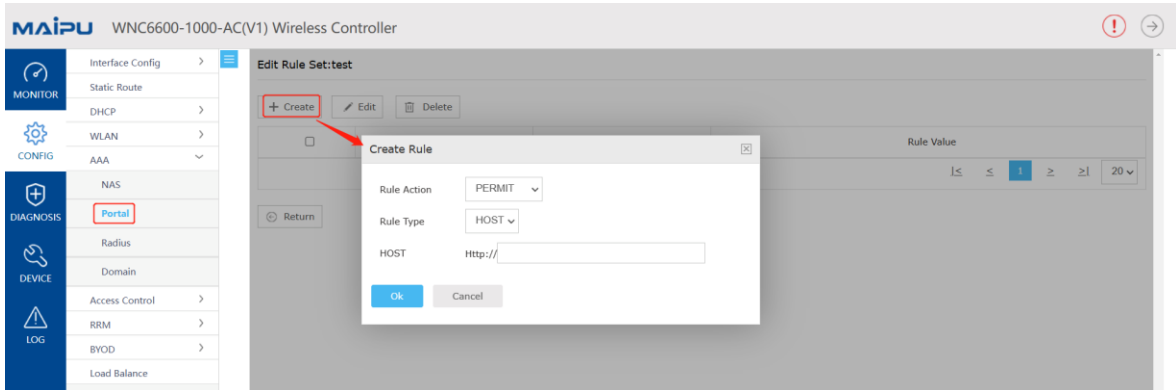 MAIPU WNC6600-1000-AC(V1) Wireless Controller
MONITOR
CONFIG
DIAGNOSIS
DEVICE
LOG
Interface Config
Static Route
DHCP
WLAN
AAA
NAS
Portal
Radius
Domain
Access Control
RRM
BYOD
Load Balance
Edit Rule Set:test
Create Edit Delete
Rule Value
1 20
Return
Create Rule
Rule Action PERMIT
Rule Type HOST
HOST Http://
Ok Cancel